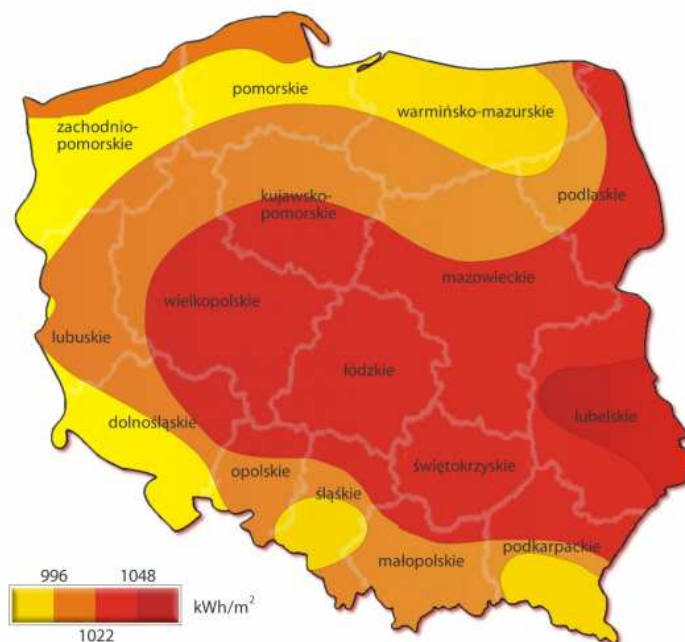 pomorskie
warmińsko-mazurskie
zachodnio-
pomorskie
kujawsko-
pomorskie
podlaskie
mazowieckie
wielkopolskie
lubuskie
łódzkie
lubelskie
dolnośląskie
opolskie
świętokrzyskie
śląśkie
podkarpackie
małopolskie
996 1048
kWh/m²
1022